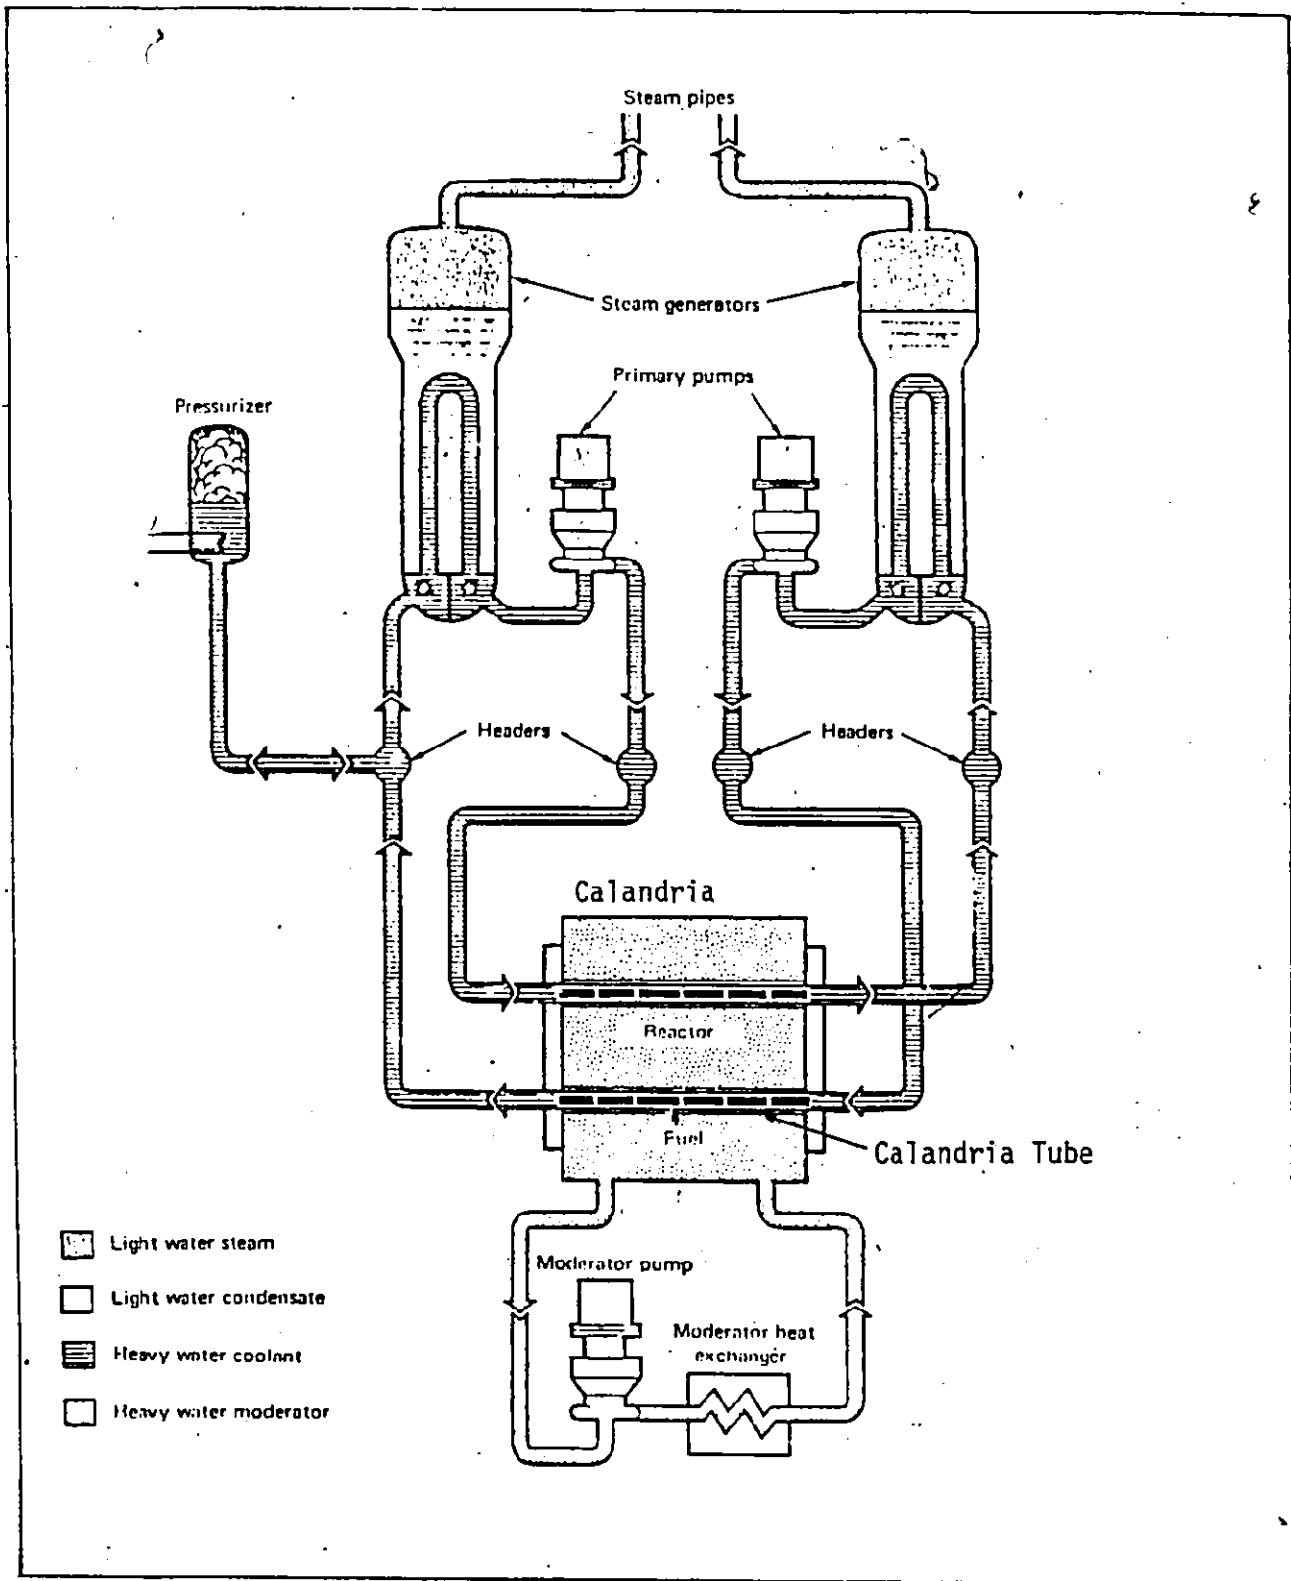 Steam pipes
Steam generators
Primary pumps
Pressurizer
Headers
Headers
Calandria
Reactor
Fuel
Calandria Tube
Moderator pump
Moderator heat
exchanger
Light water steam
Light water condensate
Heavy water coolant
Heavy water moderator